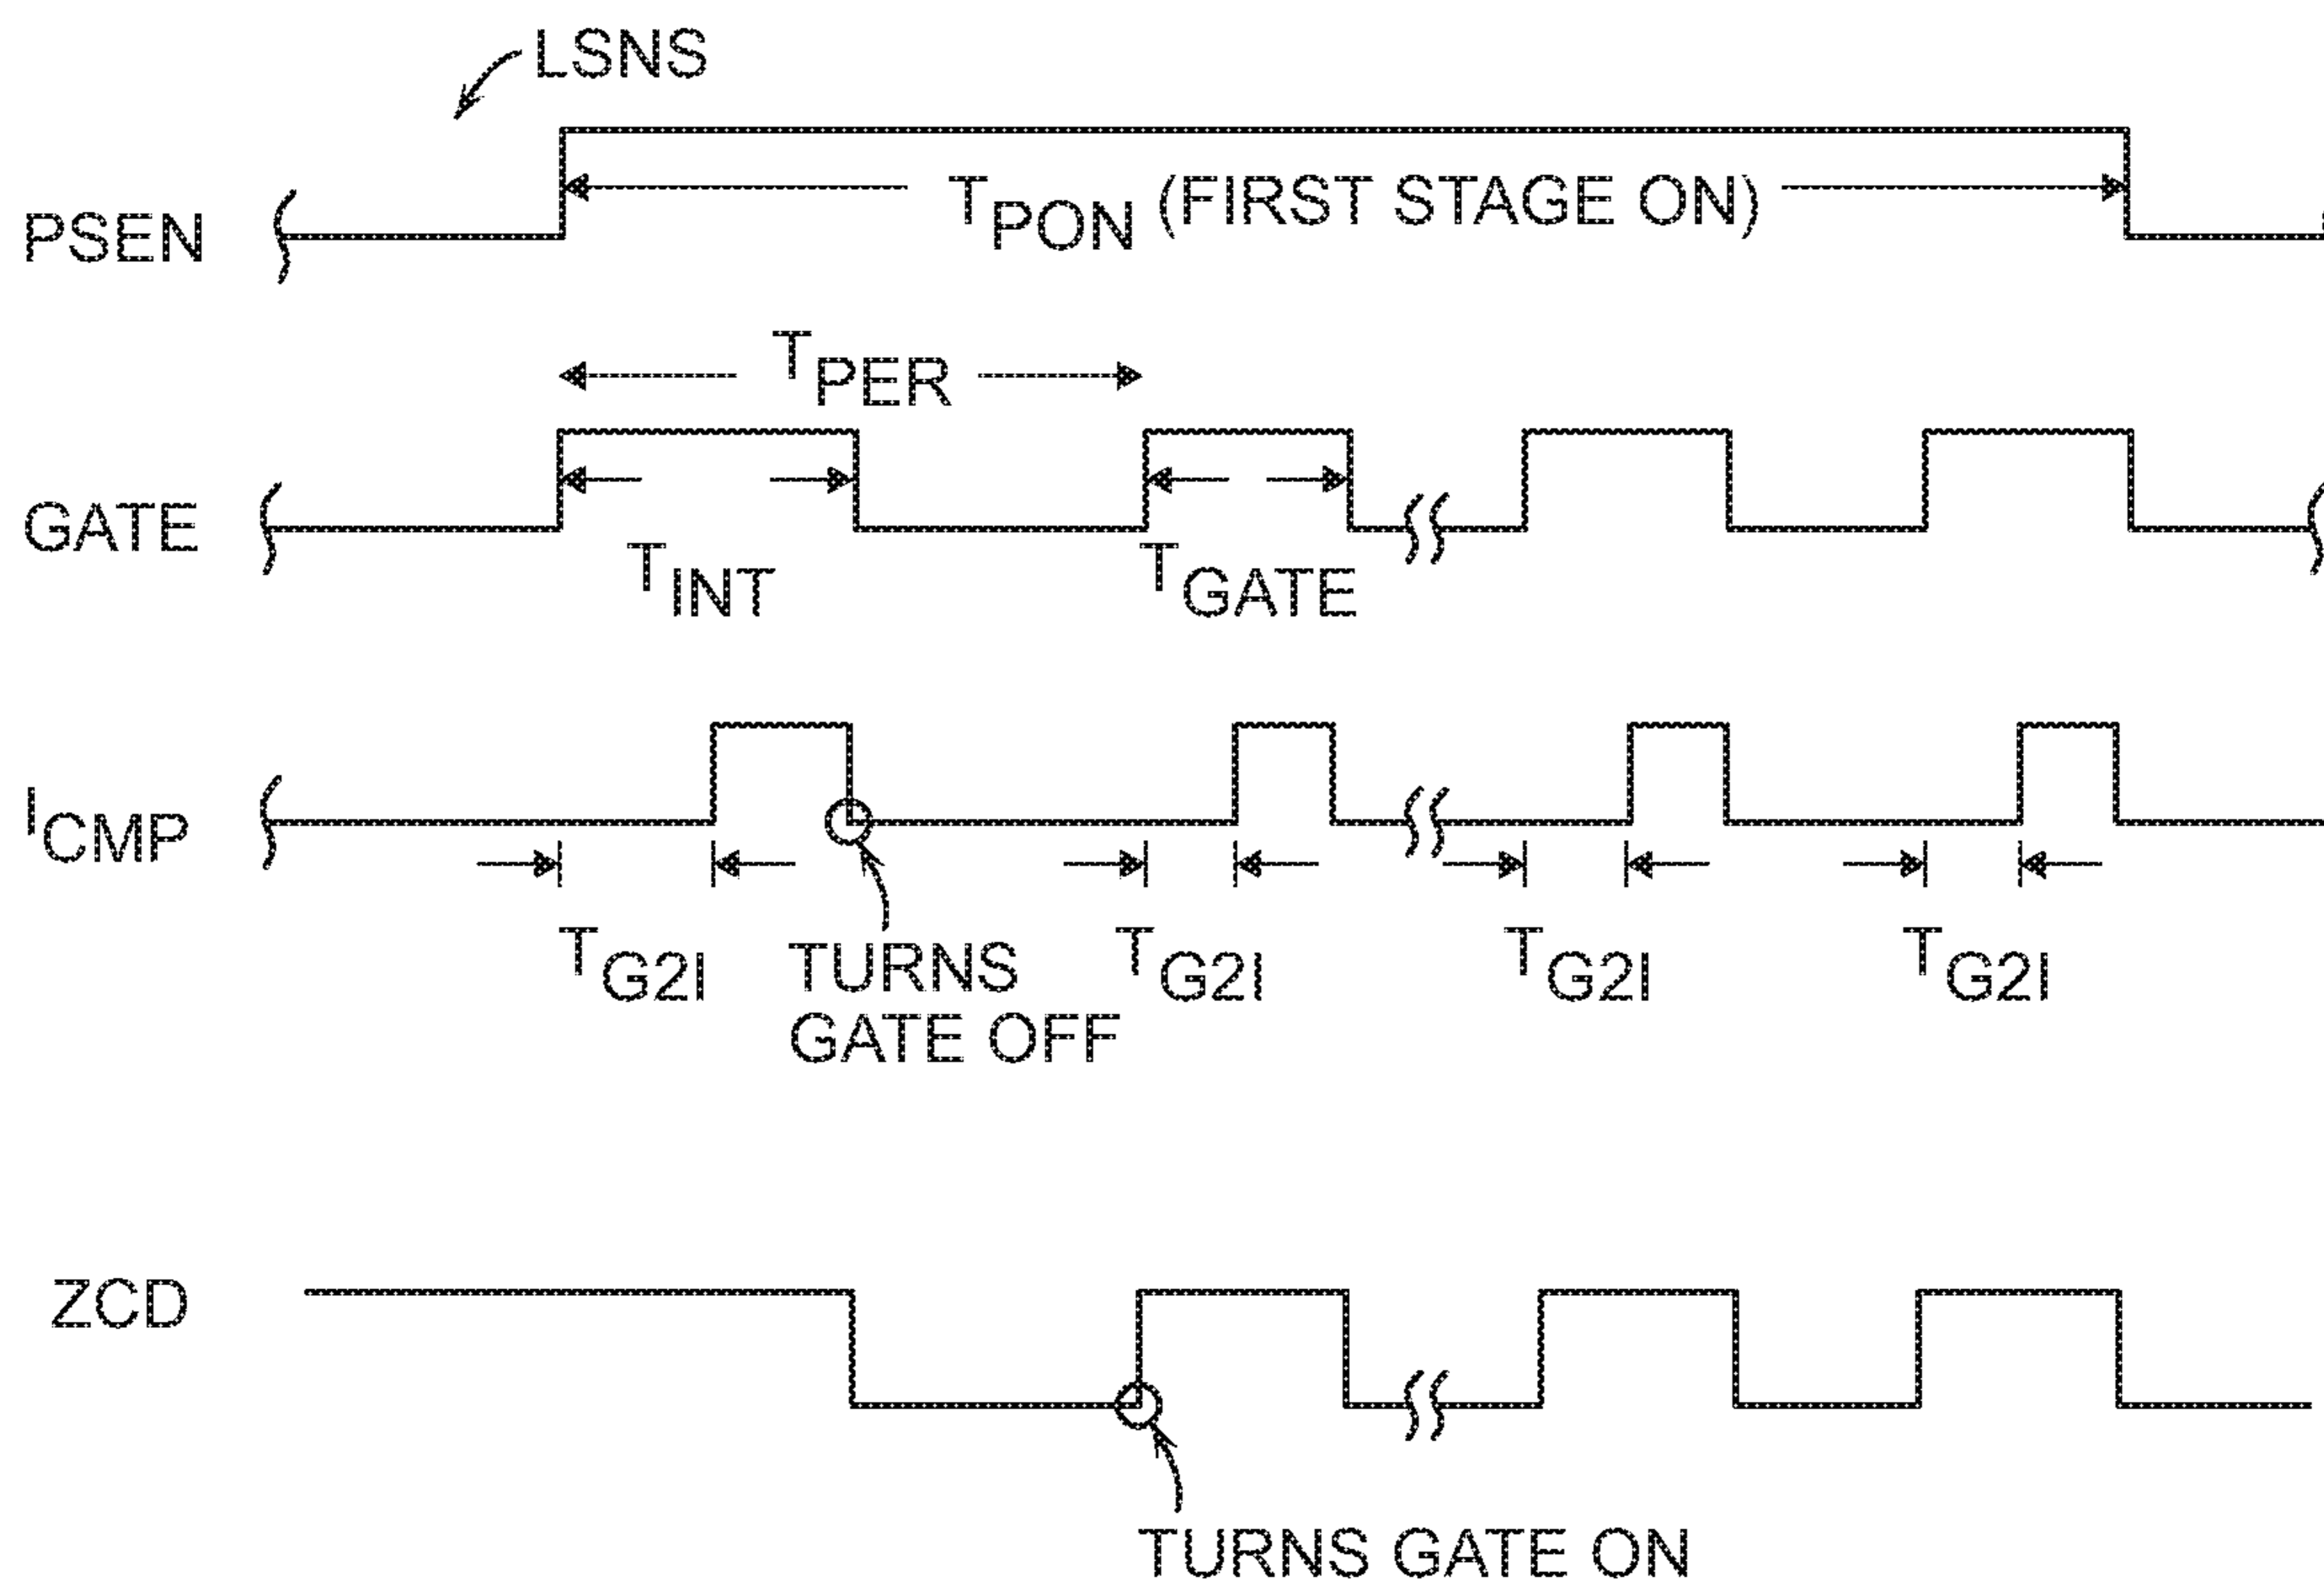 LSNS
PSEN
TPON (FIRST STAGE ON)
TPER
GATE
TINT
TGATE
ICMP
TG2I
TURNS
GATE OFF
TG2I
TG2I
TG2I
ZCD
TURNS GATE ON